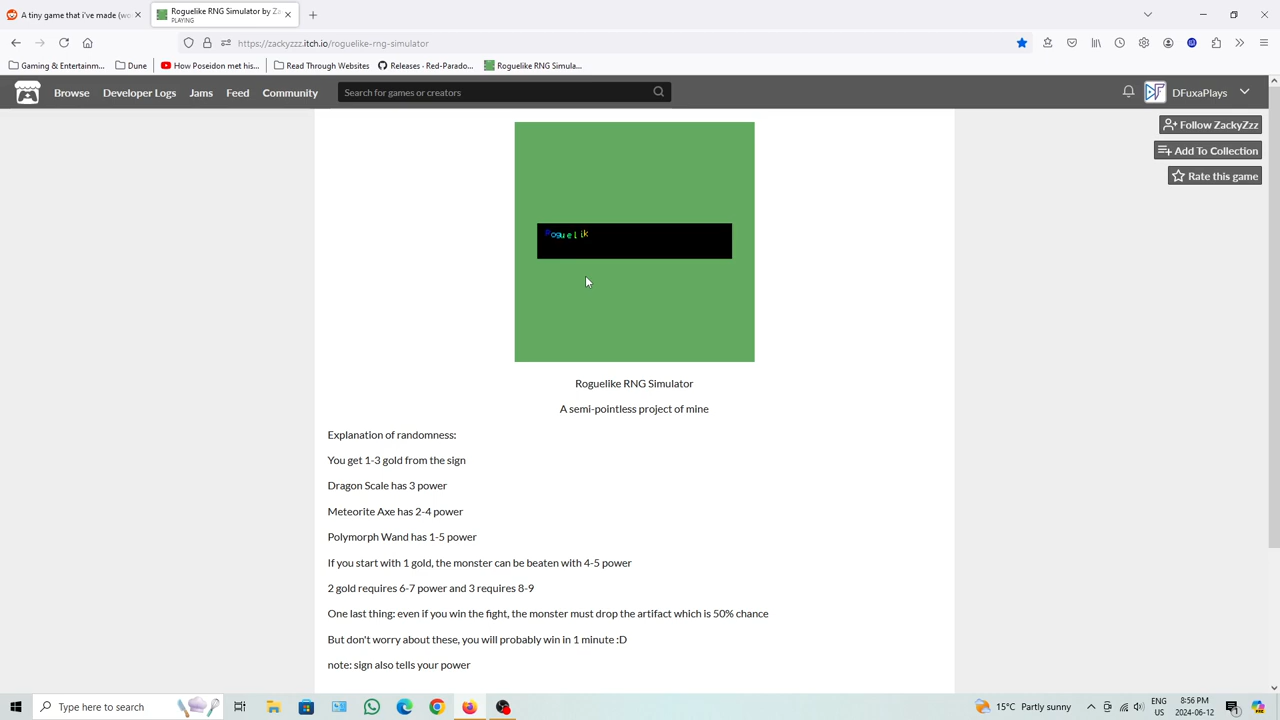 A tiny game that i've made (wo
Roguelike RNG Simulator by Za
PLAYING
https://zackyzzz.itch.io/roguelike-rng-simulator
Gaming & Entertainm...
Dune
How Poseidon met his...
Read Through Websites
Releases · Red-Parado...
Roguelike RNG Simula...
Browse
Developer Logs
Jams
Feed
Community
Search for games or creators
DFuxaPlays
Follow ZackyZzz
Add To Collection
Rate this game
Roguelik
Roguelike RNG Simulator
A semi-pointless project of mine
Explanation of randomness:
You get 1-3 gold from the sign
Dragon Scale has 3 power
Meteorite Axe has 2-4 power
Polymorph Wand has 1-5 power
If you start with 1 gold, the monster can be beaten with 4-5 power
2 gold requires 6-7 power and 3 requires 8-9
One last thing: even if you win the fight, the monster must drop the artifact which is 50% chance
But don't worry about these, you will probably win in 1 minute :D
note: sign also tells your power
Type here to search
15°C Partly sunny
ENG
US
8:56 PM
2024-06-12